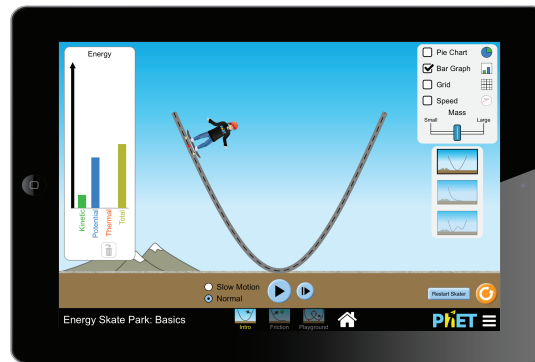 Energy
Kinetic
Potential
Thermal
Total
Pie Chart
Bar Graph
Grid
Speed
Mass
Small
Large
Slow Motion
Normal
Restart Skater
Energy Skate Park: Basics
Intro
Friction
Playground
PhET